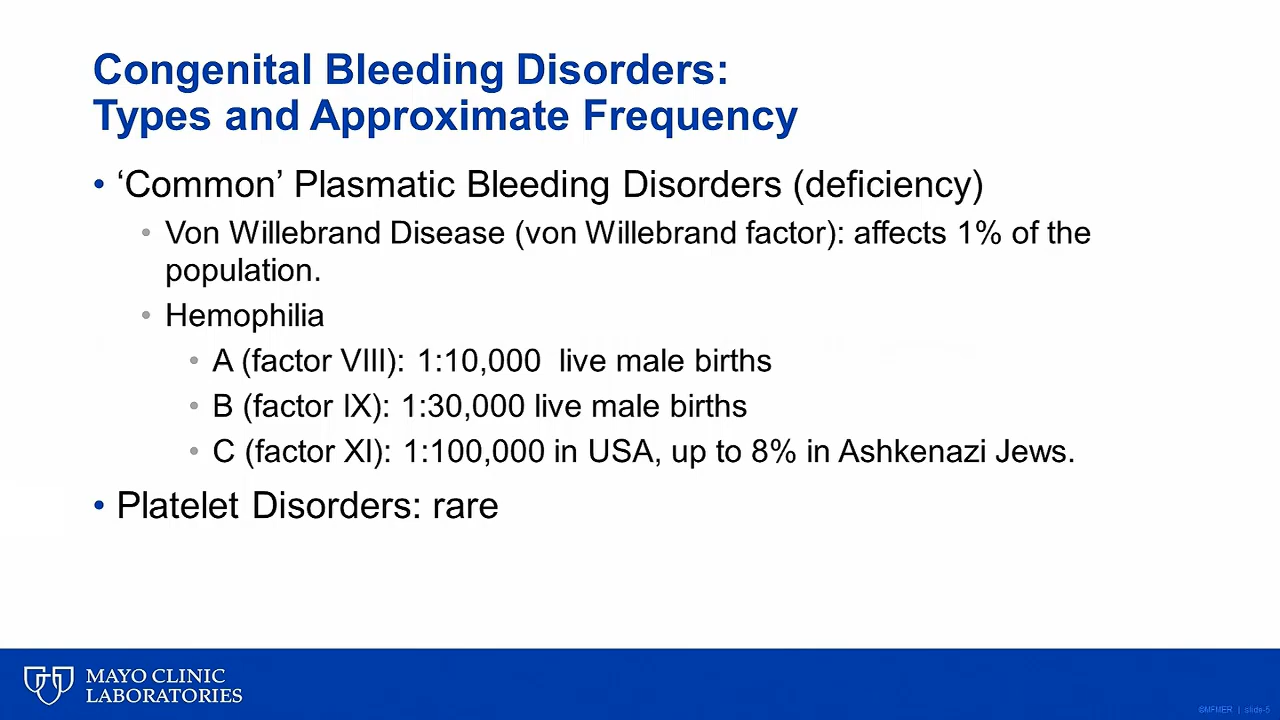 Congenital Bleeding Disorders:
Types and Approximate Frequency
• ‘Common’ Plasmatic Bleeding Disorders (deficiency)
• Von Willebrand Disease (von Willebrand factor): affects 1% of the
population.
• Hemophilia
• A (factor VIII): 1:10,000  live male births
• B (factor IX): 1:30,000 live male births
• C (factor XI): 1:100,000 in USA, up to 8% in Ashkenazi Jews.
• Platelet Disorders: rare
MAYO CLINIC
LABORATORIES
©MFMER | slide-5